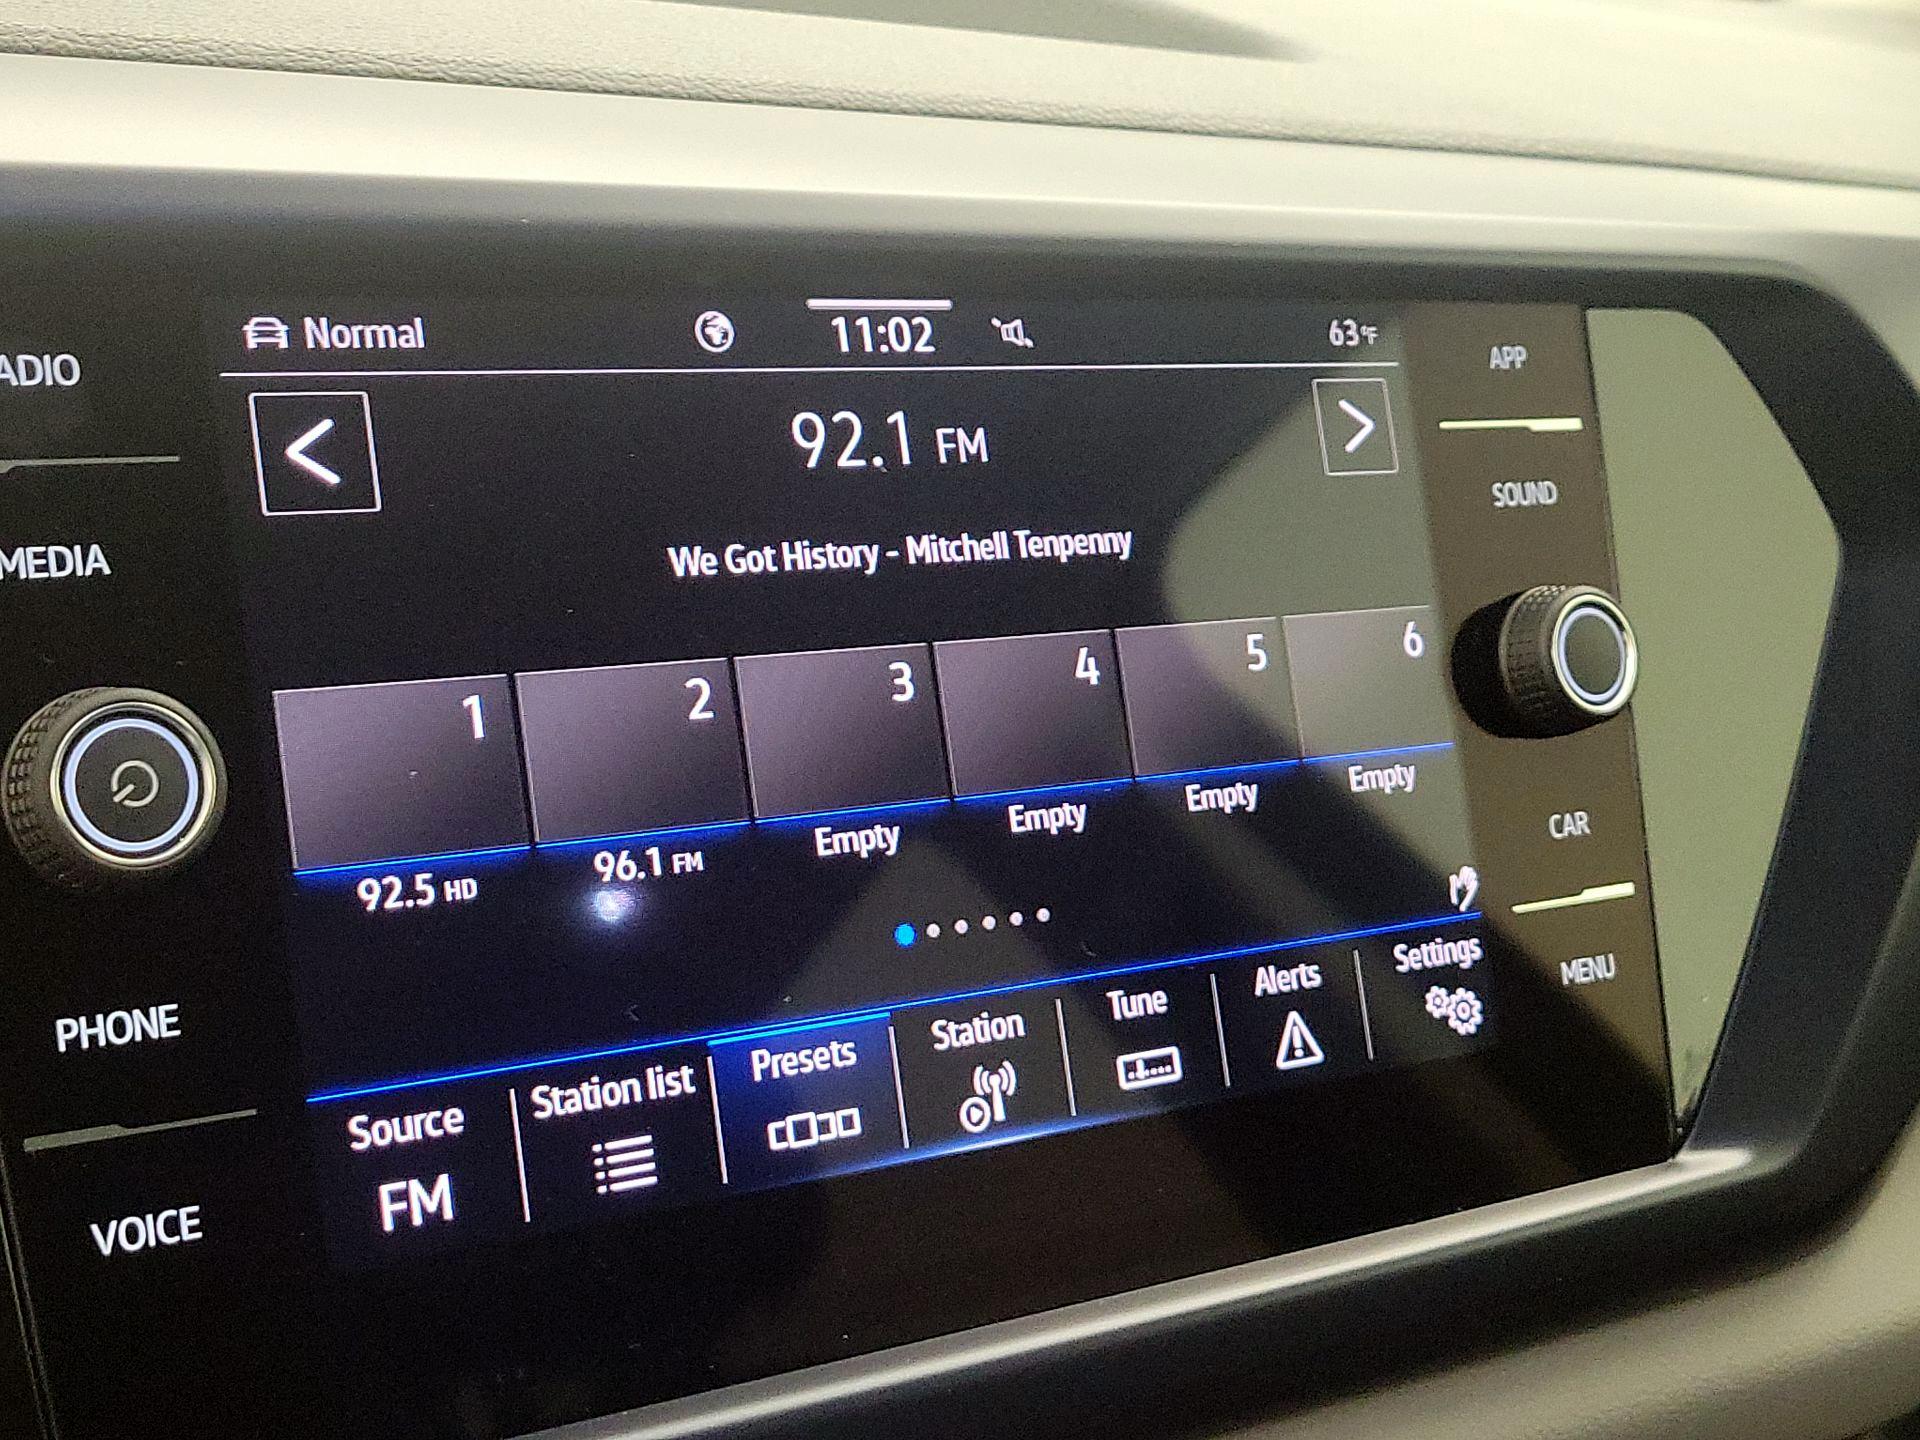 Normal
11:02
63°F
92.1 FM
We Got History - Mitchell Tenpenny
1
2
3
4
5
6
92.5 HD
96.1 FM
Empty
Empty
Empty
Empty
Source
FM
Station list
Presets
Station
Tune
Alerts
Settings
ADIO
MEDIA
PHONE
VOICE
APP
SOUND
CAR
MENU